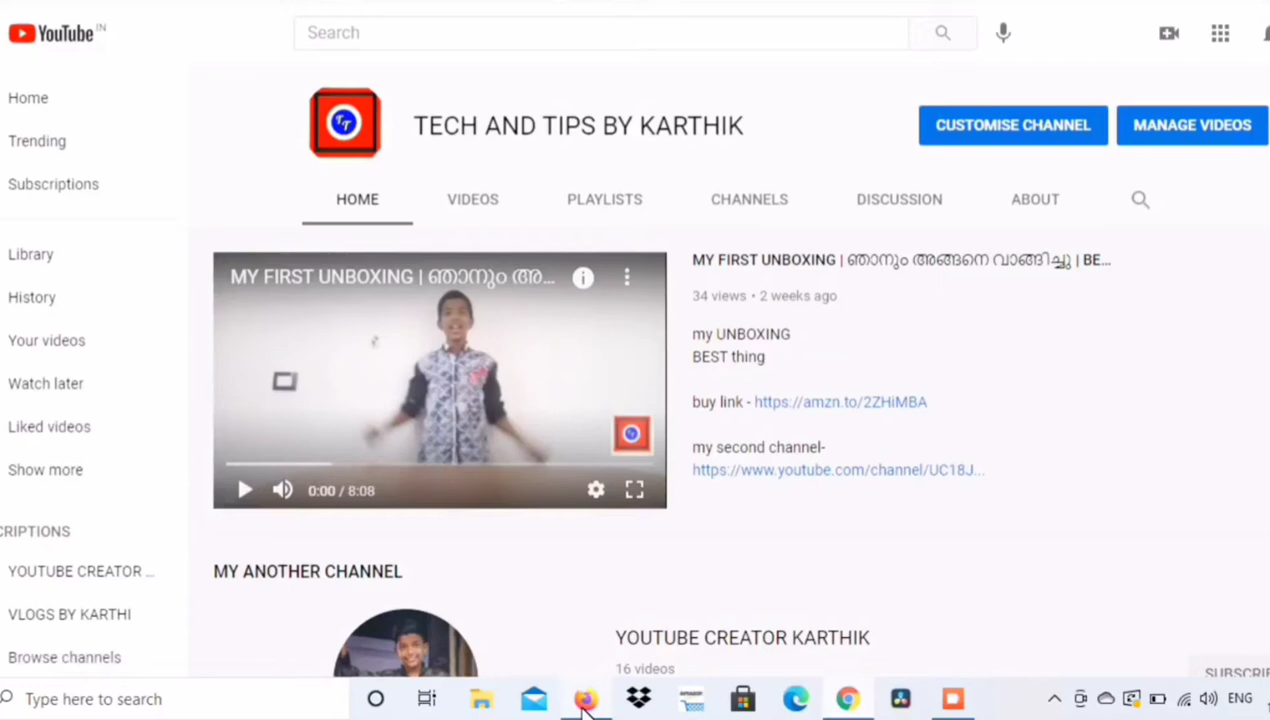 YouTube IN
Search
Home
Trending
Subscriptions
Library
History
Your videos
Watch later
Liked videos
Show more
CRIPTIONS
YOUTUBE CREATOR ...
VLOGS BY KARTHI
Browse channels
TT
TECH AND TIPS BY KARTHIK
CUSTOMISE CHANNEL
MANAGE VIDEOS
HOME
VIDEOS
PLAYLISTS
CHANNELS
DISCUSSION
ABOUT
MY FIRST UNBOXING | ഞാനും അ...
0:00 / 8:08
MY FIRST UNBOXING | ഞാനും അങ്ങനെ വാങ്ങിച്ചു | BE...
34 views • 2 weeks ago
my UNBOXING
BEST thing
buy link - https://amzn.to/2ZHiMBA
my second channel-
https://www.youtube.com/channel/UC18J...
MY ANOTHER CHANNEL
YOUTUBE CREATOR KARTHIK
16 videos
SUBSCRIBE
Type here to search
ENG